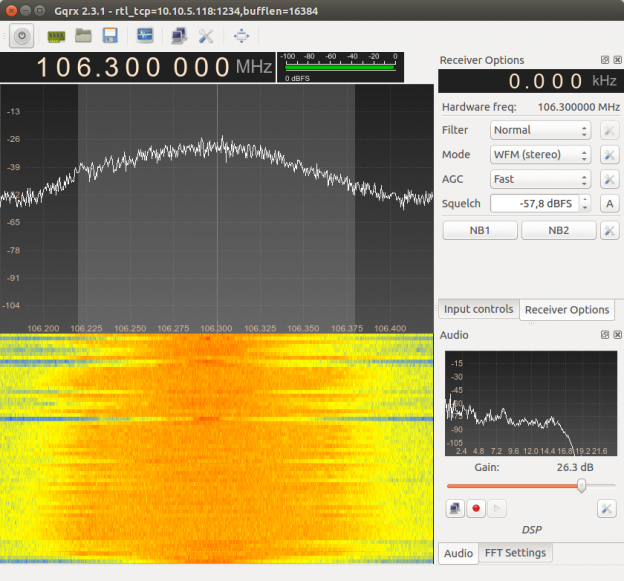 Gqrx 2.3.1 - rtl_tcp=10.10.5.118:1234,bufflen=16384
106.300 000 MHz
-100 -80 -60 -40 -20 0
0 dBFS
-13
-26
-39
-52
-65
-78
-91
-104
106.200 106.225 106.250 106.275 106.300 106.325 106.350 106.375 106.400
Receiver Options
0.000 kHz
Hardware freq: 106.300000 MHz
Filter Normal
Mode WFM (stereo)
AGC Fast
Squelch -57,8 dBFS A
NB1 NB2
Input controls Receiver Options
Audio
-15
-30
-45
-60
-75
-90
-105
2.4 4.8 7.2 9.6 12.0 14.4 16.8 19.2 21.6
Gain: 26.3 dB
DSP
Audio FFT Settings